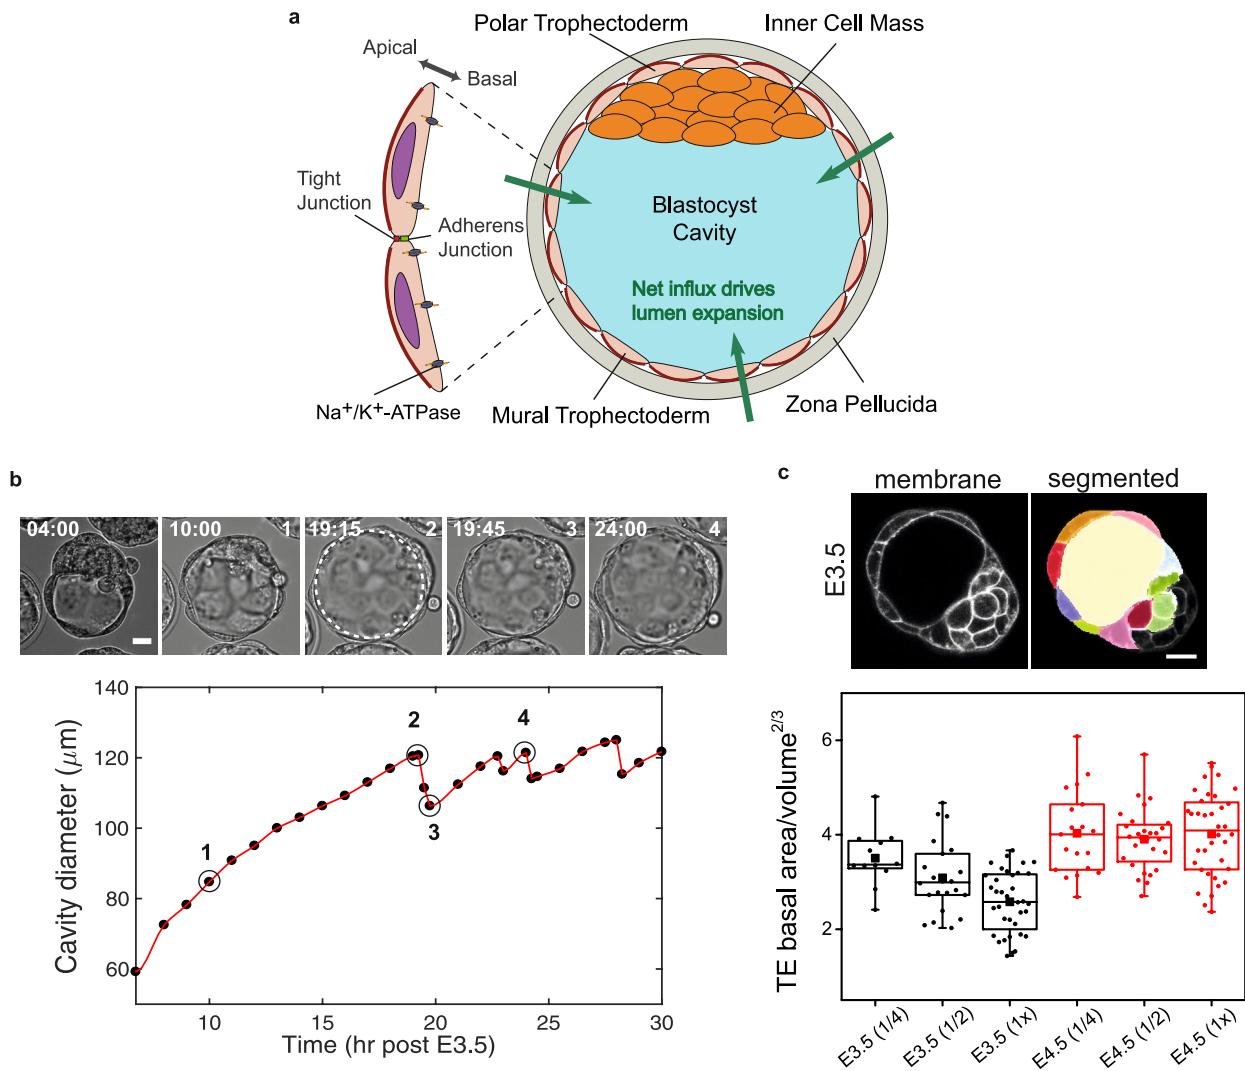 a
Polar Trophectoderm
Inner Cell Mass
Apical
Basal
Tight
Junction
Adherens
Junction
Blastocyst
Cavity
Net influx drives
lumen expansion
Na⁺/K⁺-ATPase
Mural Trophectoderm
Zona Pellucida
b
04:00
10:00 1
19:15 2
19:45 3
24:00 4
Cavity diameter (μm)
140
120
100
80
60
1
2
3
4
10
15
20
25
30
Time (hr post E3.5)
c
membrane
segmented
E3.5
TE basal area/volume^2/3
6
4
2
E3.5 (1/4)
E3.5 (1/2)
E3.5 (1x)
E4.5 (1/4)
E4.5 (1/2)
E4.5 (1x)